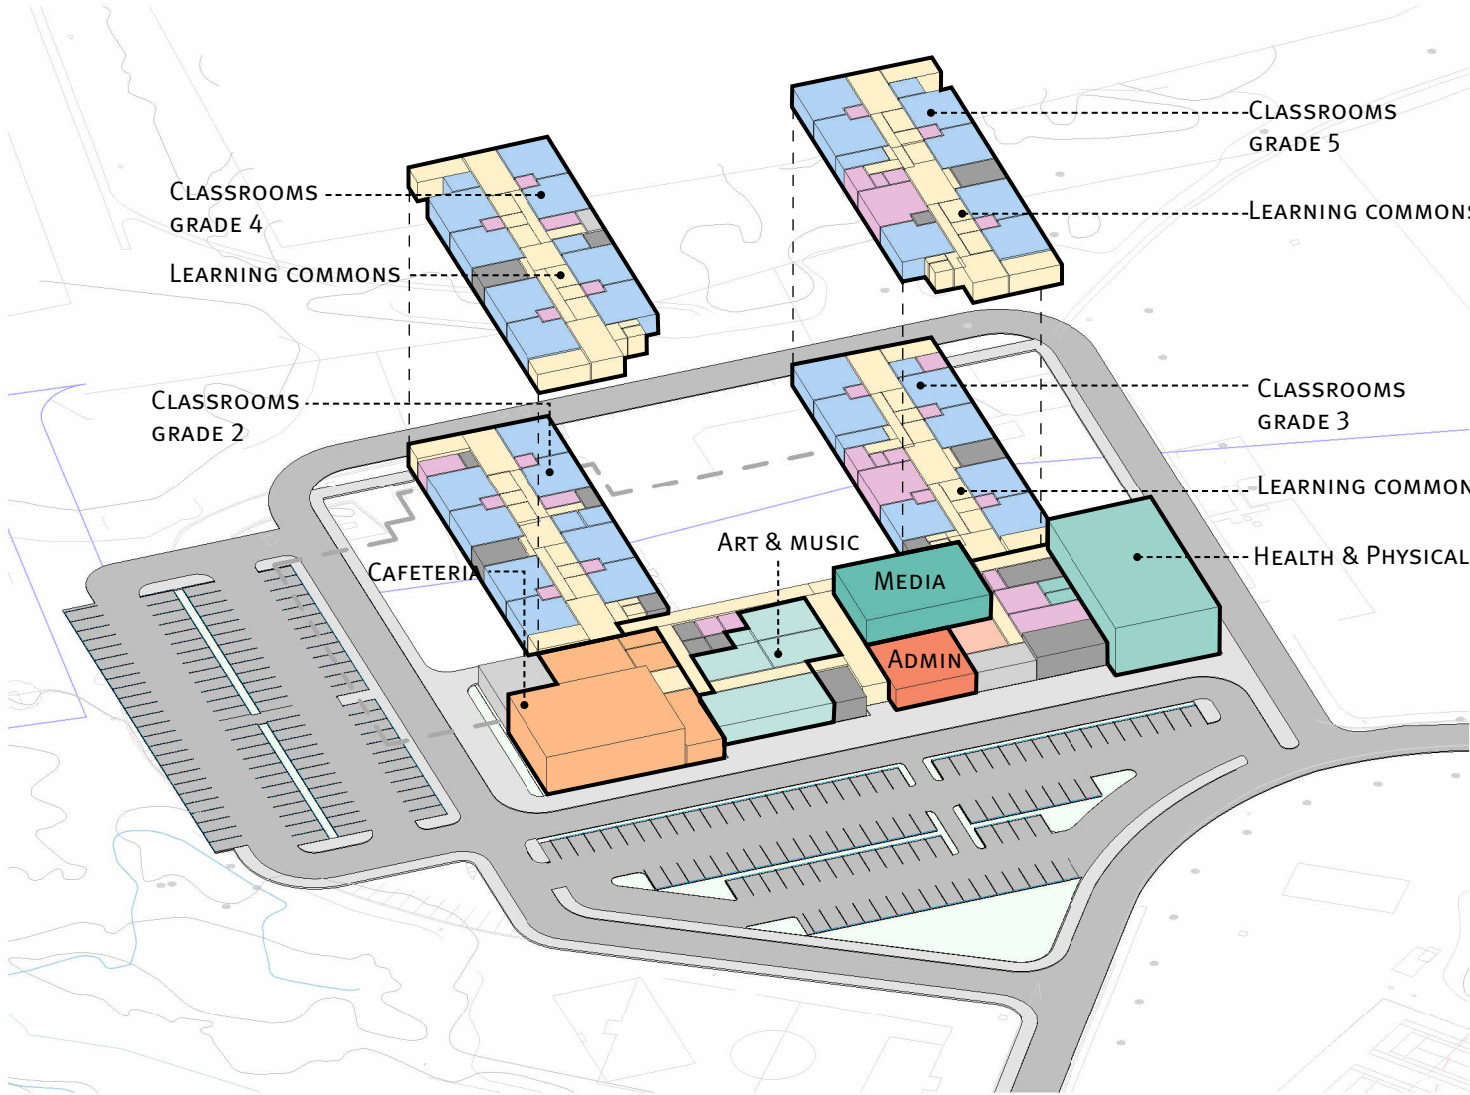 CLASSROOMS
GRADE 5
CLASSROOMS
GRADE 4
LEARNING COMMONS
LEARNING COMMONS
CLASSROOMS
GRADE 2
CLASSROOMS
GRADE 3
LEARNING COMMON
ART & MUSIC
HEALTH & PHYSICAL
CAFETERIA
MEDIA
ADMIN